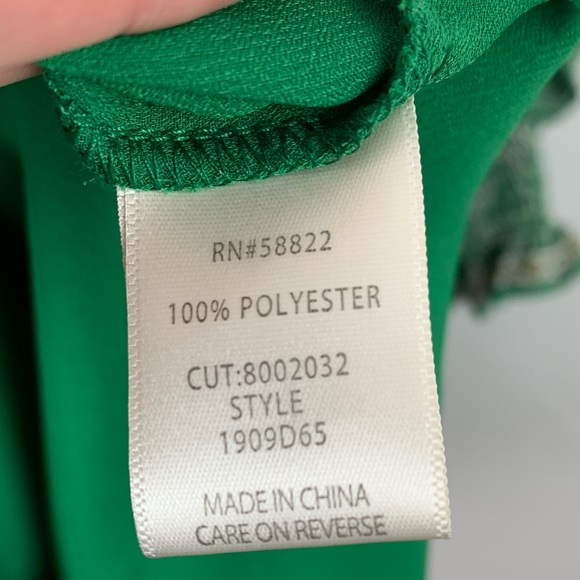 RN#58822
100% POLYESTER
CUT:8002032
STYLE
1909D65
MADE IN CHINA
CARE ON REVERSE